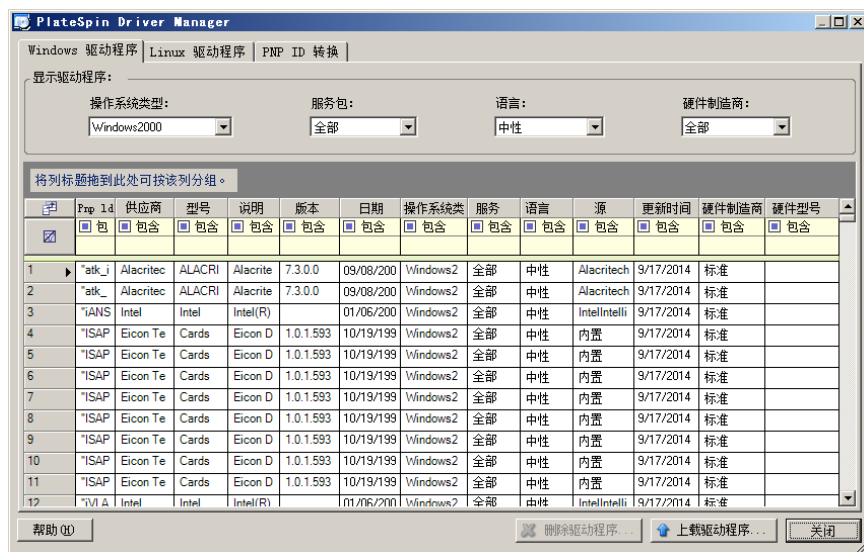 PlateSpin Driver Manager
Windows 驱动程序 Linux 驱动程序 PNP ID 转换
显示驱动程序:
操作系统类型: 服务包: 语言: 硬件制造商:
Windows2000 全部 中性 全部
将列标题拖到此处可按该列分组。
Pnp Id 供应商 型号 说明 版本 日期 操作系统类 服务 语言 源 更新时间 硬件制造商 硬件型号
包 包含 包含 包含 包含 包含 包含 包含 包含 包含 包含 包含 包含
1 "atk_i Alacritec ALACRI Alacrite 7.3.0.0 09/08/200 Windows2 全部 中性 Alacritech 9/17/2014 标准
2 "atk_ Alacritec ALACRI Alacrite 7.3.0.0 09/08/200 Windows2 全部 中性 Alacritech 9/17/2014 标准
3 "iANS Intel Intel Intel(R) 01/06/200 Windows2 全部 中性 IntelIntelli 9/17/2014 标准
4 "ISAP Eicon Te Cards Eicon D 1.0.1.593 10/19/199 Windows2 全部 中性 内置 9/17/2014 标准
5 "ISAP Eicon Te Cards Eicon D 1.0.1.593 10/19/199 Windows2 全部 中性 内置 9/17/2014 标准
6 "ISAP Eicon Te Cards Eicon D 1.0.1.593 10/19/199 Windows2 全部 中性 内置 9/17/2014 标准
7 "ISAP Eicon Te Cards Eicon D 1.0.1.593 10/19/199 Windows2 全部 中性 内置 9/17/2014 标准
8 "ISAP Eicon Te Cards Eicon D 1.0.1.593 10/19/199 Windows2 全部 中性 内置 9/17/2014 标准
9 "ISAP Eicon Te Cards Eicon D 1.0.1.593 10/19/199 Windows2 全部 中性 内置 9/17/2014 标准
10 "ISAP Eicon Te Cards Eicon D 1.0.1.593 10/19/199 Windows2 全部 中性 内置 9/17/2014 标准
11 "ISAP Eicon Te Cards Eicon D 1.0.1.593 10/19/199 Windows2 全部 中性 内置 9/17/2014 标准
12 "iVLA Intel Intel Intel(R) 01/06/200 Windows2 全部 中性 IntelIntelli 9/17/2014 标准
帮助(H) 删除驱动程序... 上载驱动程序... 关闭